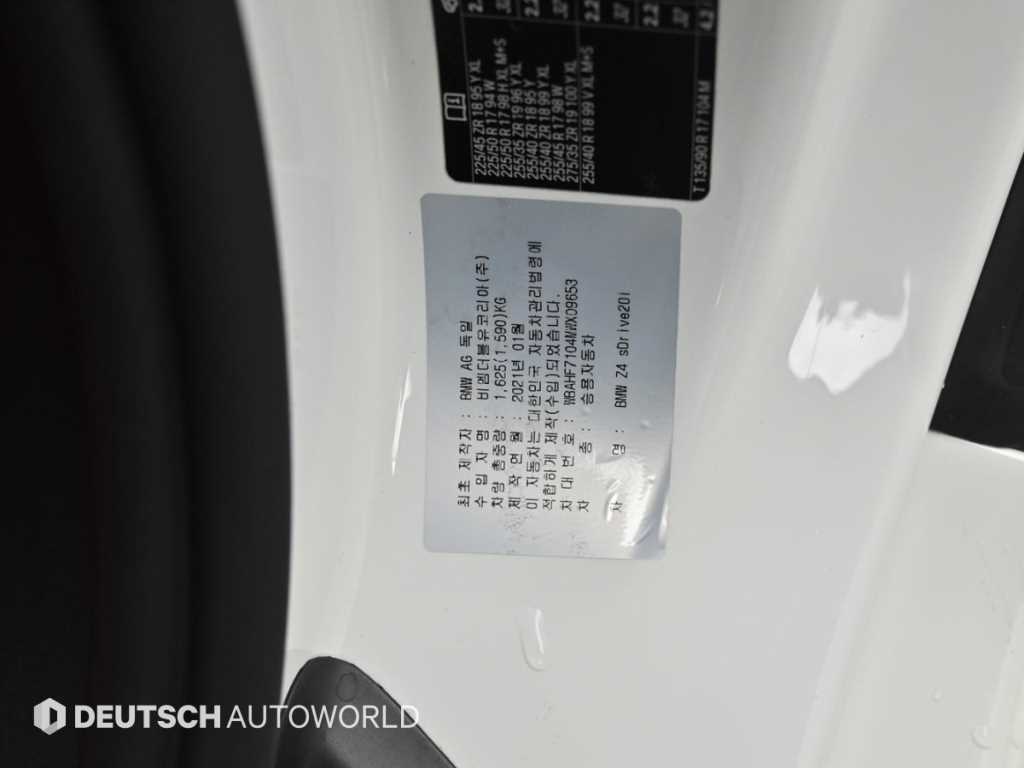 225/45 ZR 18 95 Y XL
225/50 R 17 94 W
225/50 R 17 98 H XL M+S
255/35 ZR 19 96 Y XL
255/40 ZR 18 95 Y
255/40 ZR 18 99 Y XL
255/45 R 17 98 W
275/35 ZR 19 100 Y XL
255/40 R 18 99 V XL M+S
T 135/90 R 17 104 M
최초 제작자 : BMW AG 독일
수 입 자 명 : 비엠더블유코리아(주)
차량 총중량 : 1,625(1,590)KG
제 작 연 월 : 2021년 01월
이 자동차는 대한민국 자동차관리법령에
적합하게 제작(수입)되었습니다.
차 대 번 호 : WBAHF7104MWX09653
차 종 : 승용자동차
차 명 : BMW Z4 sDrive20i
DEUTSCH AUTOWORLD